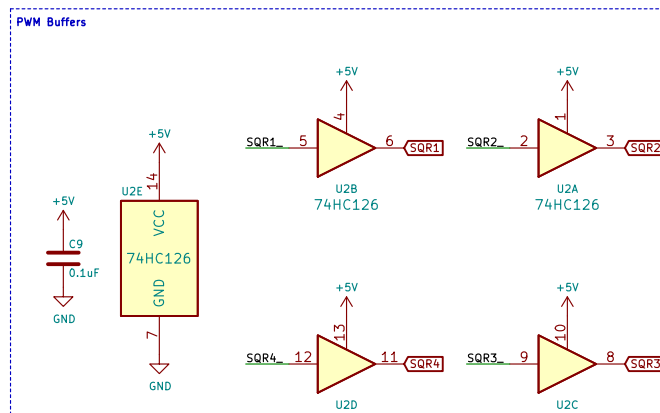 PWM Buffers
+5V
+5V
4
1
SQR1_ 5 6 SQR1
SQR2_ 2 3 SQR2
+5V
14
U2E
U2B
U2A
74HC126
74HC126
+5V
VCC
C9
74HC126
0.1uF
GND
+5V
+5V
GND
7
13
10
SQR4_ 12 11 SQR4
SQR3_ 9 8 SQR3
GND
U2D
U2C